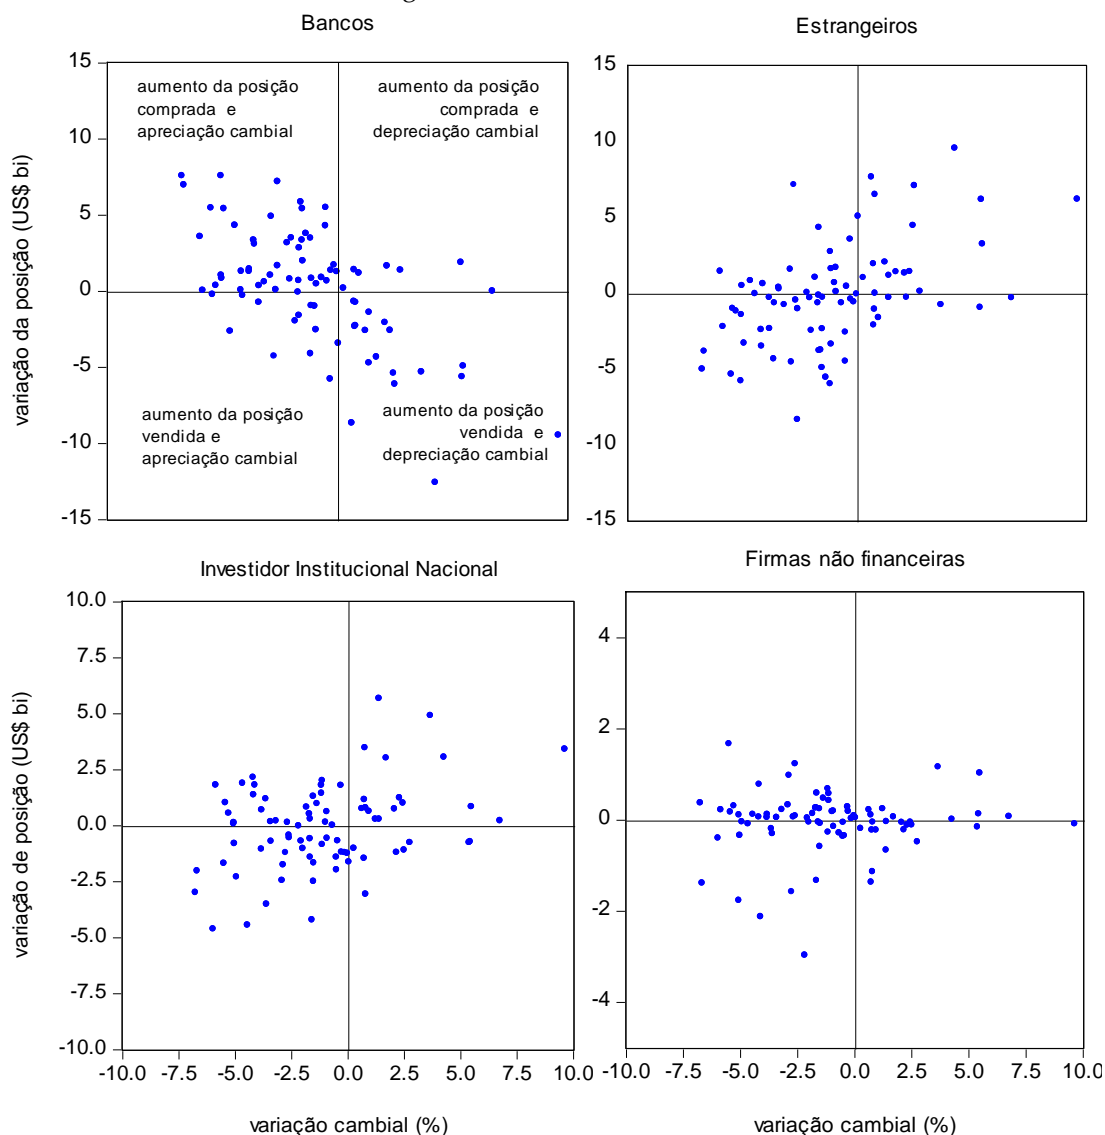 Bancos
Estrangeiros
variação da posição (US$ bi)
15
10
5
0
-5
-10
-15
aumento da posição
comprada e
apreciação cambial
aumento da posição
comprada e
depreciação cambial
aumento da posição
vendida e
apreciação cambial
aumento da posição
vendida e
depreciação cambial
15
10
5
0
-5
-10
-15
Investidor Institucional Nacional
Firmas não financeiras
variação de posição (US$ bi)
10.0
7.5
5.0
2.5
0.0
-2.5
-5.0
-7.5
-10.0
-10.0 -7.5 -5.0 -2.5 0.0 2.5 5.0 7.5 10.0
variação cambial (%)
4
2
0
-2
-4
-10.0 -7.5 -5.0 -2.5 0.0 2.5 5.0 7.5 10.0
variação cambial (%)